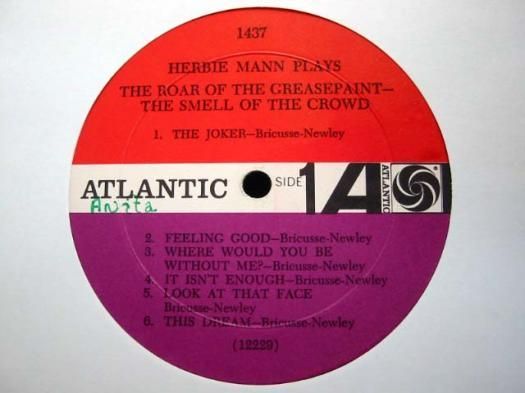 1437
HERBIE MANN PLAYS
THE ROAR OF THE GREASEPAINT—
THE SMELL OF THE CROWD
1. THE JOKER—Bricusse-Newley
ATLANTIC SIDE 1 A ATLANTIC
Anita
2. FEELING GOOD—Bricusse-Newley
3. WHERE WOULD YOU BE
WITHOUT ME?—Bricusse-Newley
4. IT ISN'T ENOUGH—Bricusse-Newley
5. LOOK AT THAT FACE
Bricusse-Newley
6. THIS DREAM—Bricusse-Newley
(12229)